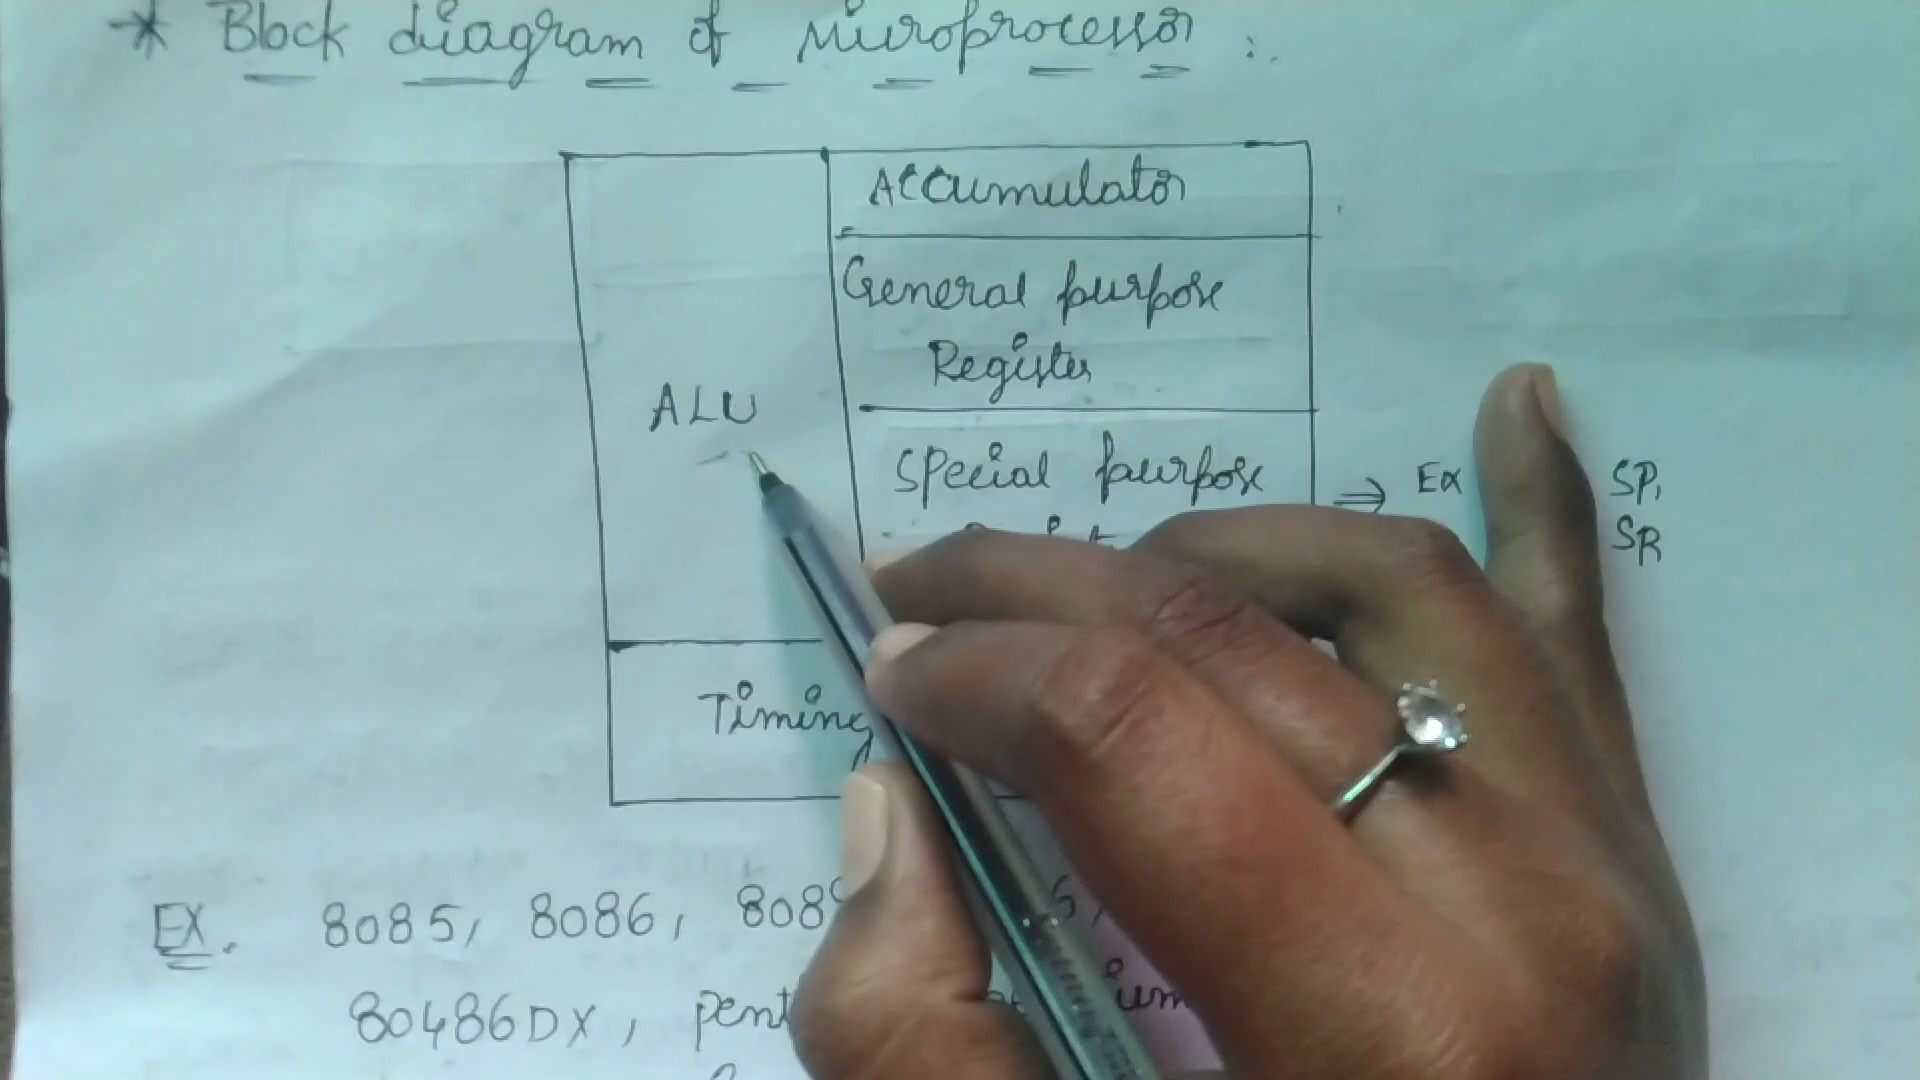 * Block diagram of Microprocessor :.
Accumulator
General purpose
Register
ALU
Special purpose
⇒ Ex
SP,
SR
Timing
EX. 8085, 8086,
80486DX,